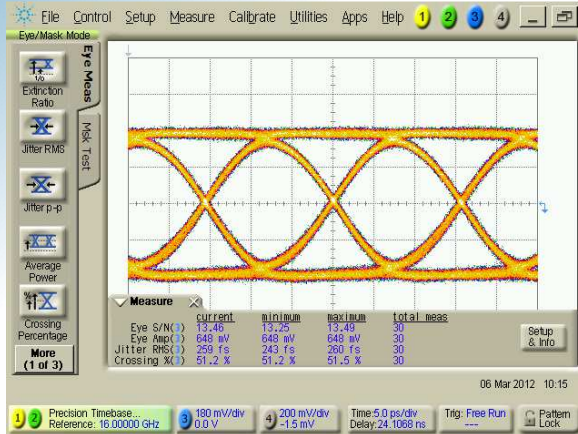 File Control Setup Measure Calibrate Utilities Apps Help 1 2 3 4
Eye/Mask Mode
Eye Meas
Msk Test
Extinction
Ratio
Jitter RMS
Jitter p-p
Average
Power
Crossing
Percentage
More
(1 of 3)
Measure
current minimum maximum total meas
Eye S/N(3) 13.46 13.25 13.49 30
Eye Amp(3) 648 mV 648 mV 648 mV 30
Jitter RMS(3) 259 fs 243 fs 260 fs 30
Crossing %(3) 51.2 % 51.2 % 51.5 % 30
Setup
& Info
06 Mar 2012 10:15
1 2 Precision Timebase...
Reference: 16.00000 GHz
3 180 mV/div
0.0 V
4 200 mV/div
-1.5 mV
Time:5.0 ps/div
Delay:24.1068 ns
Trig: Free Run
---
Pattern
Lock